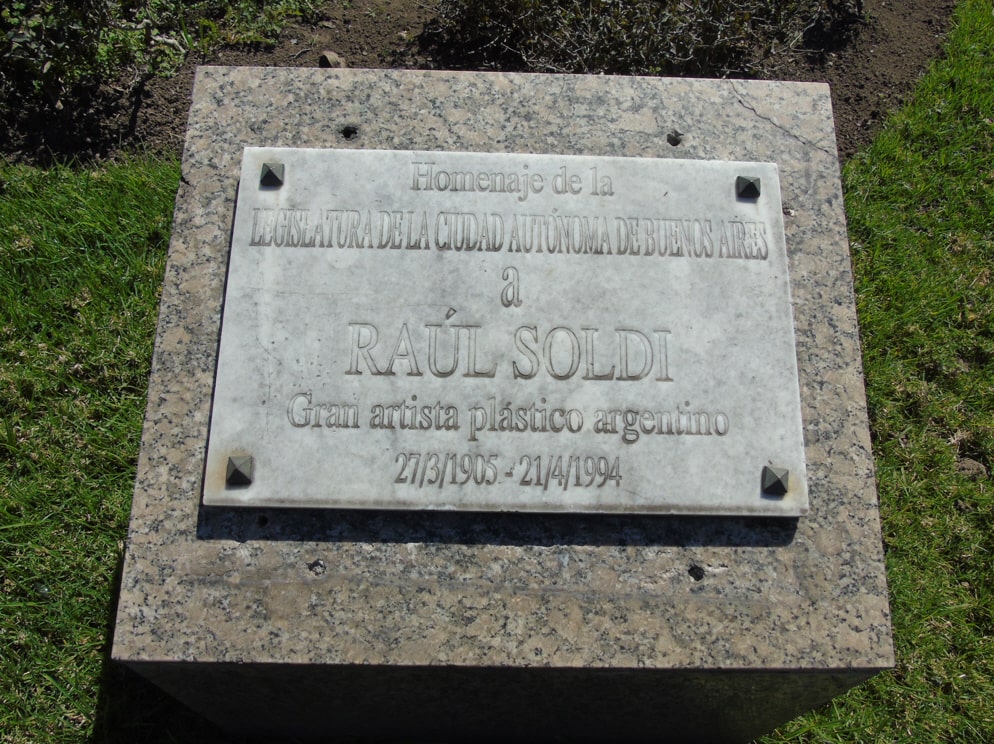 Homenaje de la
LEGISLATURA DE LA CIUDAD AUTÓNOMA DE BUENOS AÍRES
a
RAÚL SOLDI
Gran artista plástico argentino
27/3/1905 - 21/4/1994